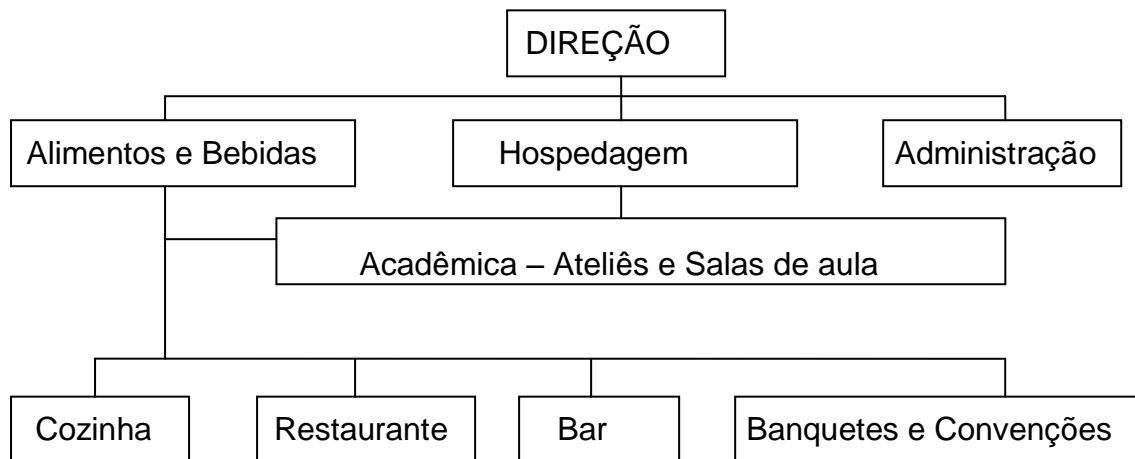 DIREÇÃO
Alimentos e Bebidas
Hospedagem
Administração
Acadêmica – Ateliês e Salas de aula
Cozinha
Restaurante
Bar
Banquetes e Convenções